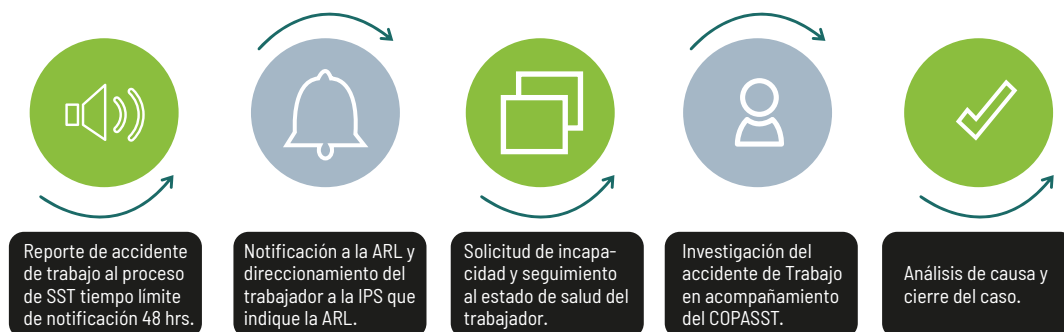 Reporte de accidente
de trabajo al proceso
de SST tiempo límite
de notificación 48 hrs.
Notificación a la ARL y
direccionamiento del
trabajador a la IPS que
indique la ARL.
Solicitud de incapa-
cidad y seguimiento
al estado de salud del
trabajador.
Investigación del
accidente de Trabajo
en acompañamiento
del COPASST.
Análisis de causa y
cierre del caso.